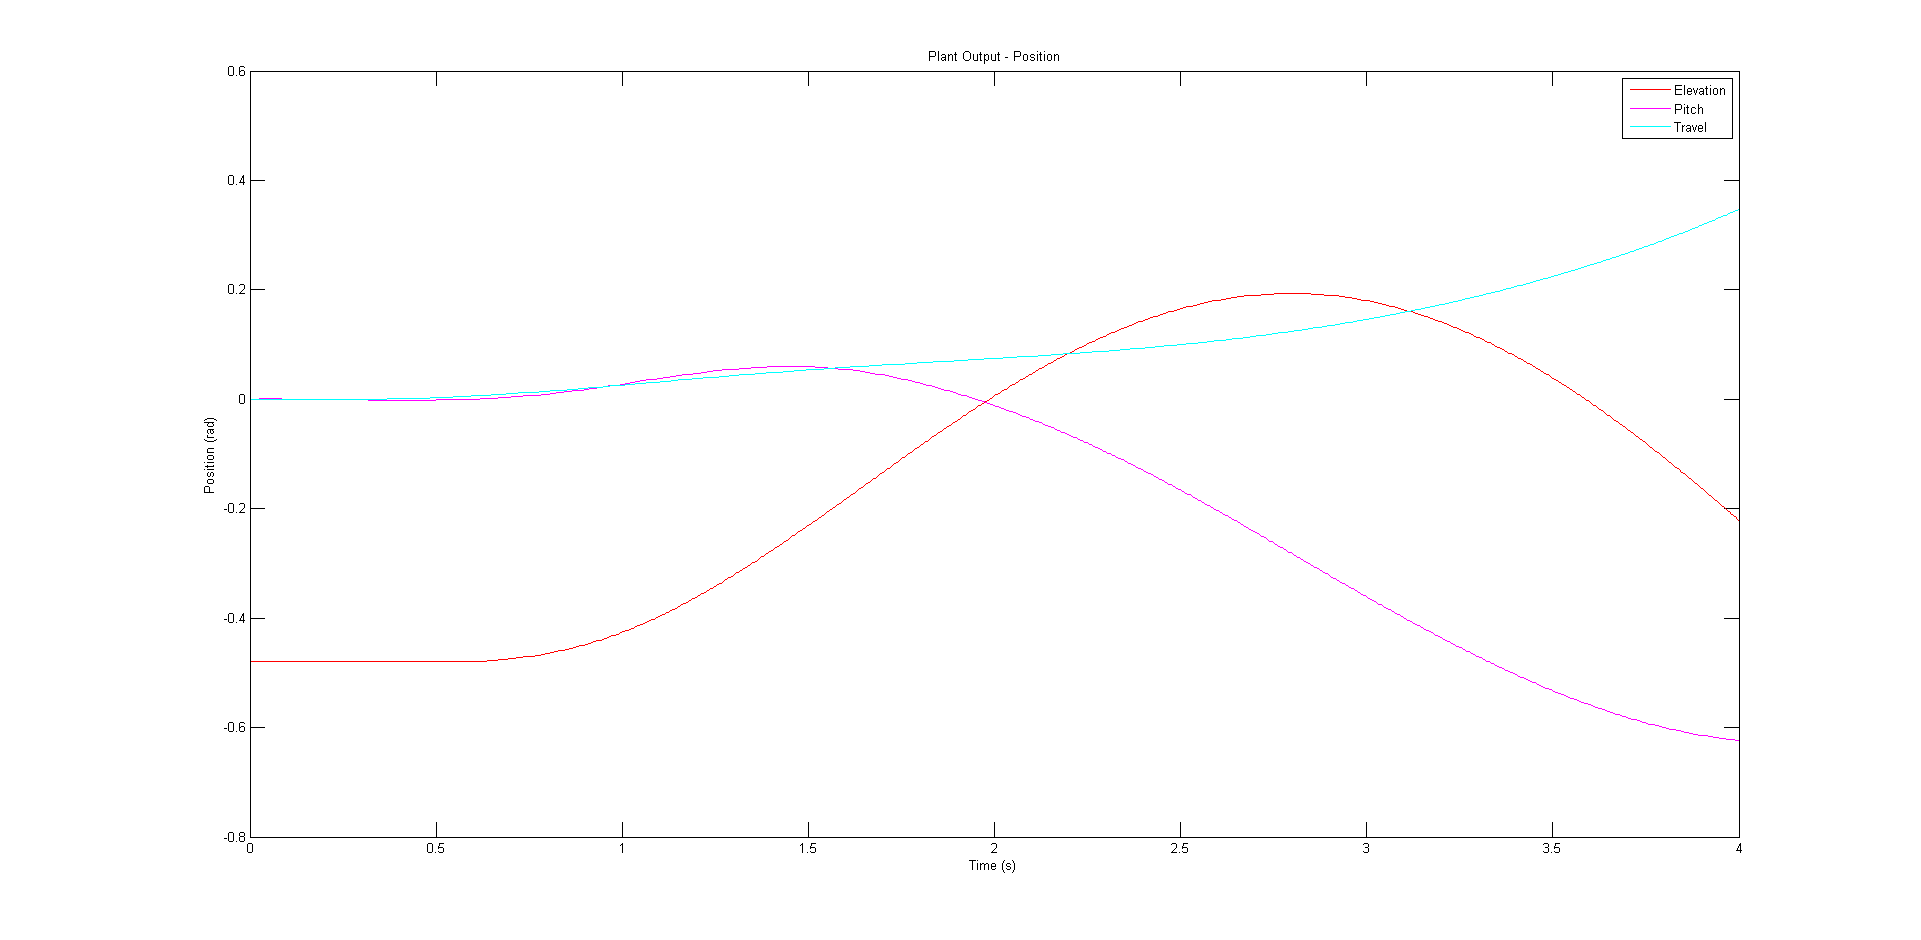 Plant Output - Position
Elevation
Pitch
Travel
0.6
0.4
0.2
0
-0.2
-0.4
-0.6
-0.8
Position (rad)
0 0.5 1 1.5 2 2.5 3 3.5 4
Time (s)